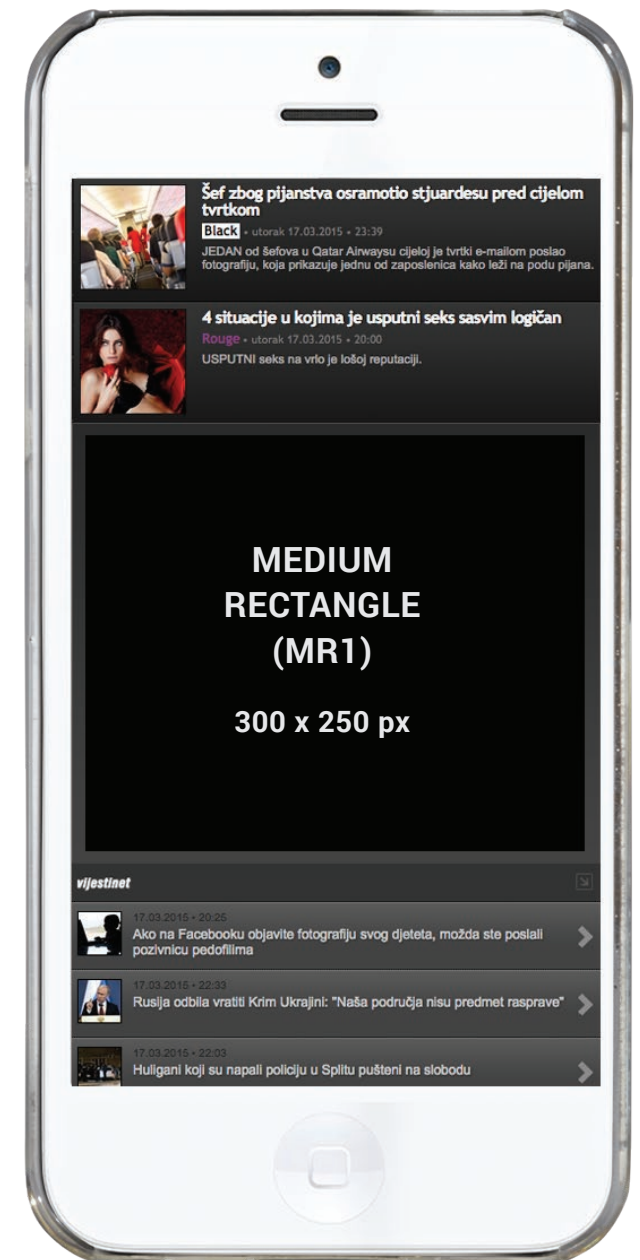 Šef zbog pijanstva osramotio stjuardesu pred cijelom
tvrtkom
Black • utorak 17.03.2015 • 23:39
JEDAN od šefova u Qatar Airwaysu cijeloj je tvrtki e-mailom poslao
fotografiju, koja prikazuje jednu od zaposlenica kako leži na podu pijana.
4 situacije u kojima je usputni seks sasvim logičan
Rouge • utorak 17.03.2015 • 20:00
USPUTNI seks na vrlo je lošoj reputaciji.
MEDIUM
RECTANGLE
(MR1)
300 x 250 px
vijestinet
17.03.2015 • 20:25
Ako na Facebooku objavite fotografiju svog djeteta, možda ste poslali
pozivnicu pedofilima
17.03.2015 • 22:33
Rusija odbila vratiti Krim Ukrajini: "Naša područja nisu predmet rasprave"
17.03.2015 • 22:03
Huligani koji su napali policiju u Splitu pušteni na slobodu